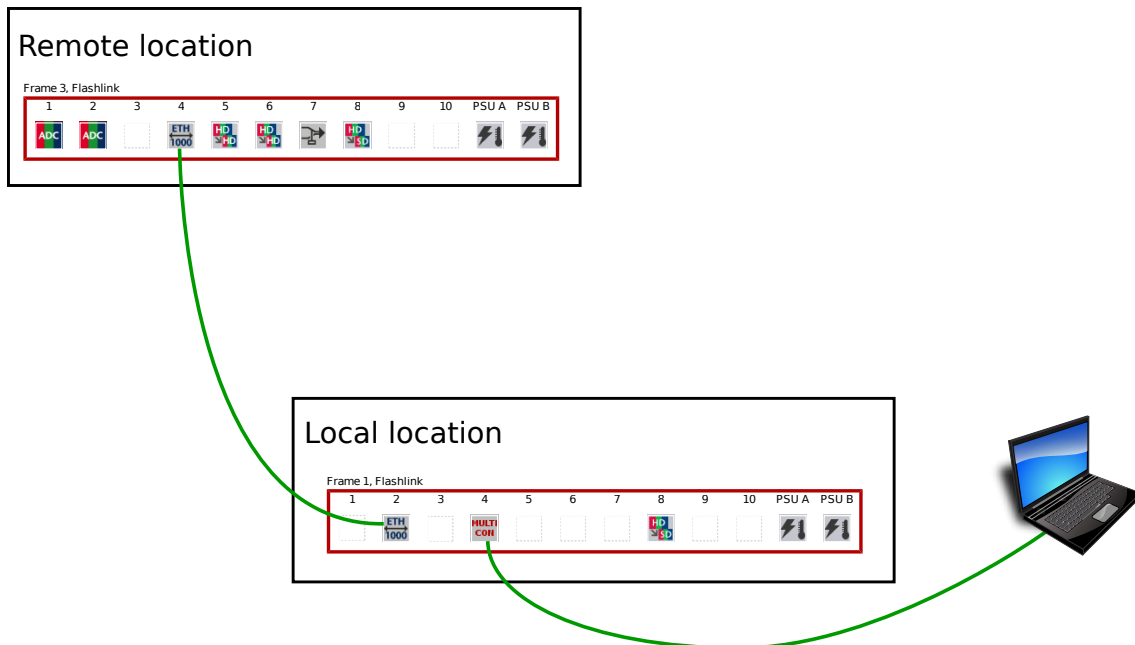 Remote location
Frame 3, Flashlink
1 2 3 4 5 6 7 8 9 10 PSU A PSU B
ADC ADC ETH 1000 HD HD HD HD HD SD
Local location
Frame 1, Flashlink
1 2 3 4 5 6 7 8 9 10 PSU A PSU B
ETH 1000 MULTI CON HD SD